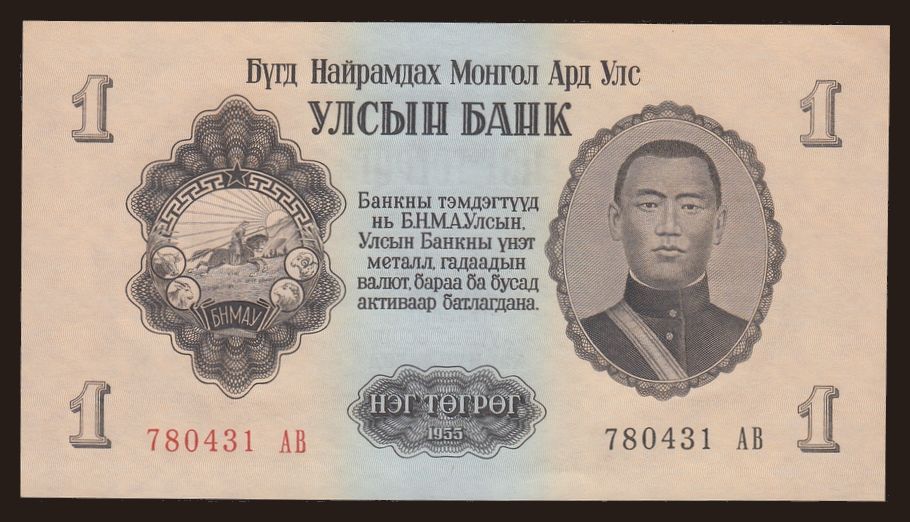 Бүгд Найрамдах Монгол Ард Улс
УЛСЫН БАНК
1
1
Банкны тэмдэгтүүд
нь Б.Н.М.А.Улсын,
Улсын Банкны үнэт
металл, гадаадын
валют, бараа ба бусад
активаар батлагдана.
БНМАУ
НЭГ ТӨГРӨГ
1955
1
1
780431 АВ
780431 АВ